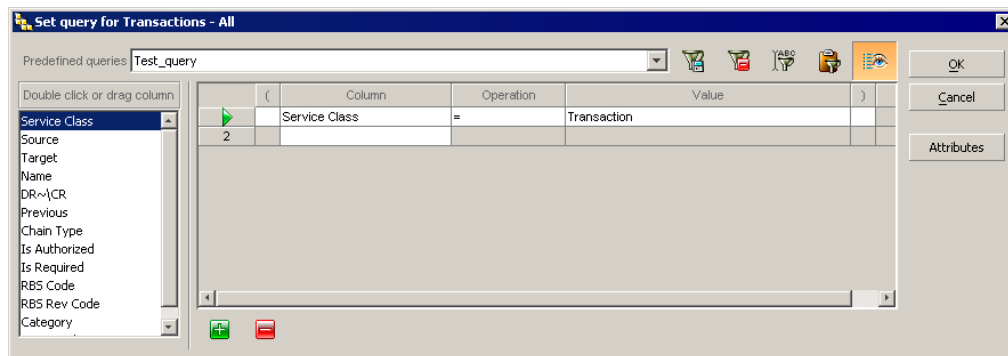 Set query for Transactions - All
Predefined queries Test_query
ABC
OK
Double click or drag column
( Column Operation Value )
Cancel
Service Class
Service Class = Transaction
Source
2
Target
Attributes
Name
DR~\CR
Previous
Chain Type
Is Authorized
Is Required
RBS Code
RBS Rev Code
Category